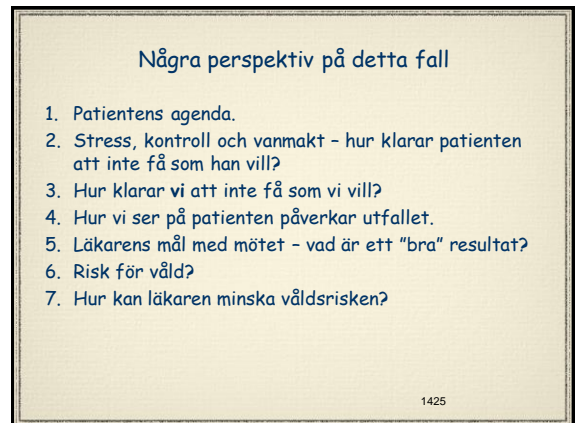 Några perspektiv på detta fall
1. Patientens agenda.
2. Stress, kontroll och vanmakt – hur klarar patienten
att inte få som han vill?
3. Hur klarar vi att inte få som vi vill?
4. Hur vi ser på patienten påverkar utfallet.
5. Läkarens mål med mötet – vad är ett ”bra” resultat?
6. Risk för våld?
7. Hur kan läkaren minska våldsrisken?
1425